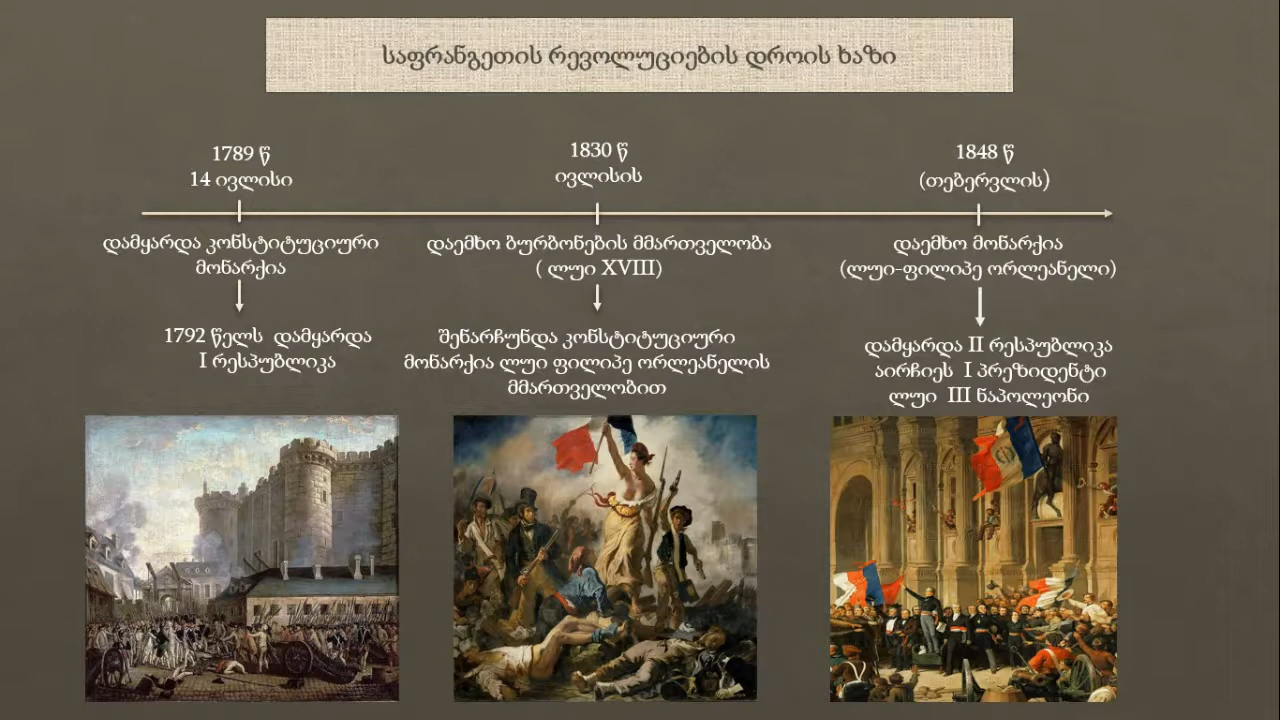 საფრანგეთის რევოლუციების დროის ხაზი
1789 წ
14 ივლისი
დამყარდა კონსტიტუციური
მონარქია
1792 წელს დამყარდა
I რესპუბლიკა
1830 წ
ივლისის
დაემხო ბურბონების მმართველობა
( ლუი XVIII)
შენარჩუნდა კონსტიტუციური
მონარქია ლუი ფილიპე ორლეანელის
მმართველობით
1848 წ
(თებერვლის)
დაემხო მონარქია
(ლუი-ფილიპე ორლეანელი)
დამყარდა II რესპუბლიკა
აირჩიეს I პრეზიდენტი
ლუი III ნაპოლეონი